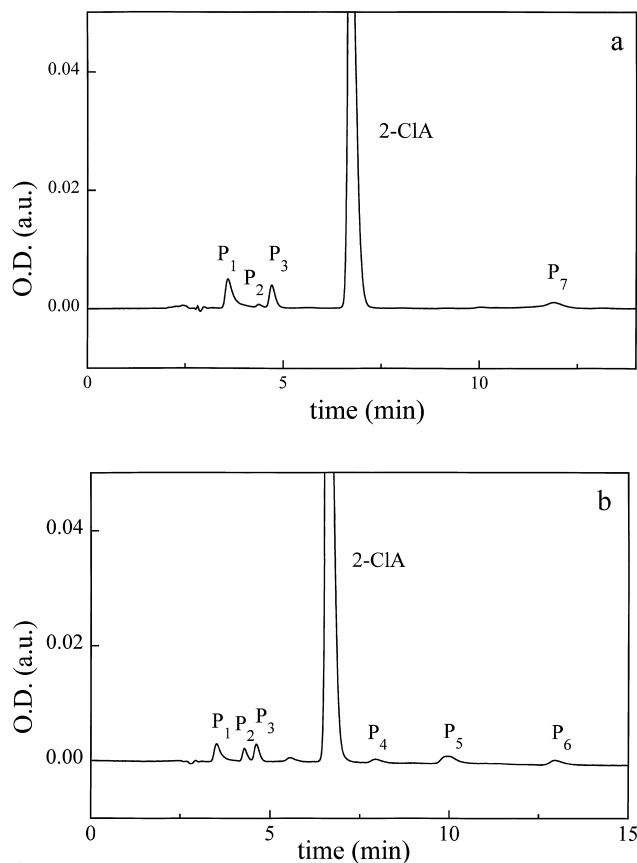 a
0.04
2-ClA
0.02
O.D. (a.u.)
P1
P2
P3
P7
0.00
0
5
10
time (min)
b
0.04
2-ClA
0.02
O.D. (a.u.)
P1
P2
P3
P4
P5
P6
0.00
0
5
10
15
time (min)